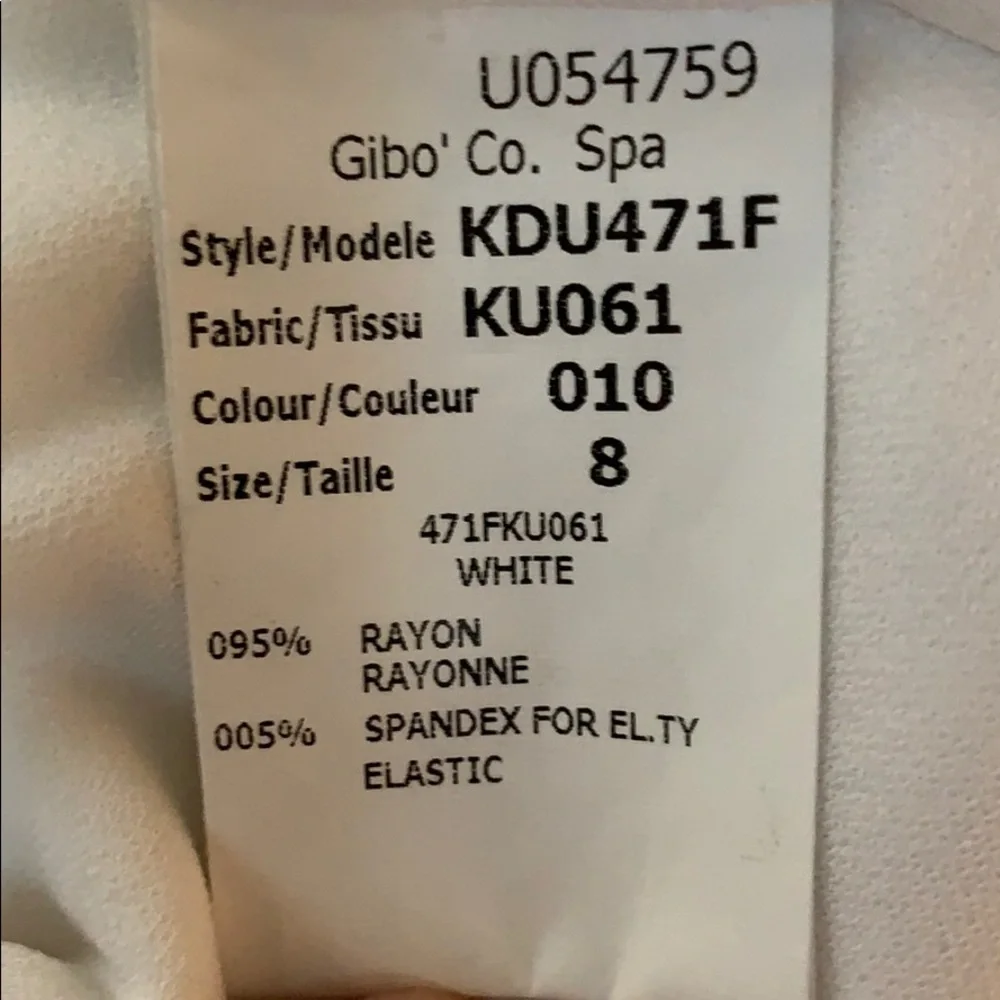 U054759
Gibo' Co. Spa
Style/Modele KDU471F
Fabric/Tissu KU061
Colour/Couleur 010
Size/Taille 8
471FKU061
WHITE
095% RAYON
RAYONNE
005% SPANDEX FOR EL.TY
ELASTIC